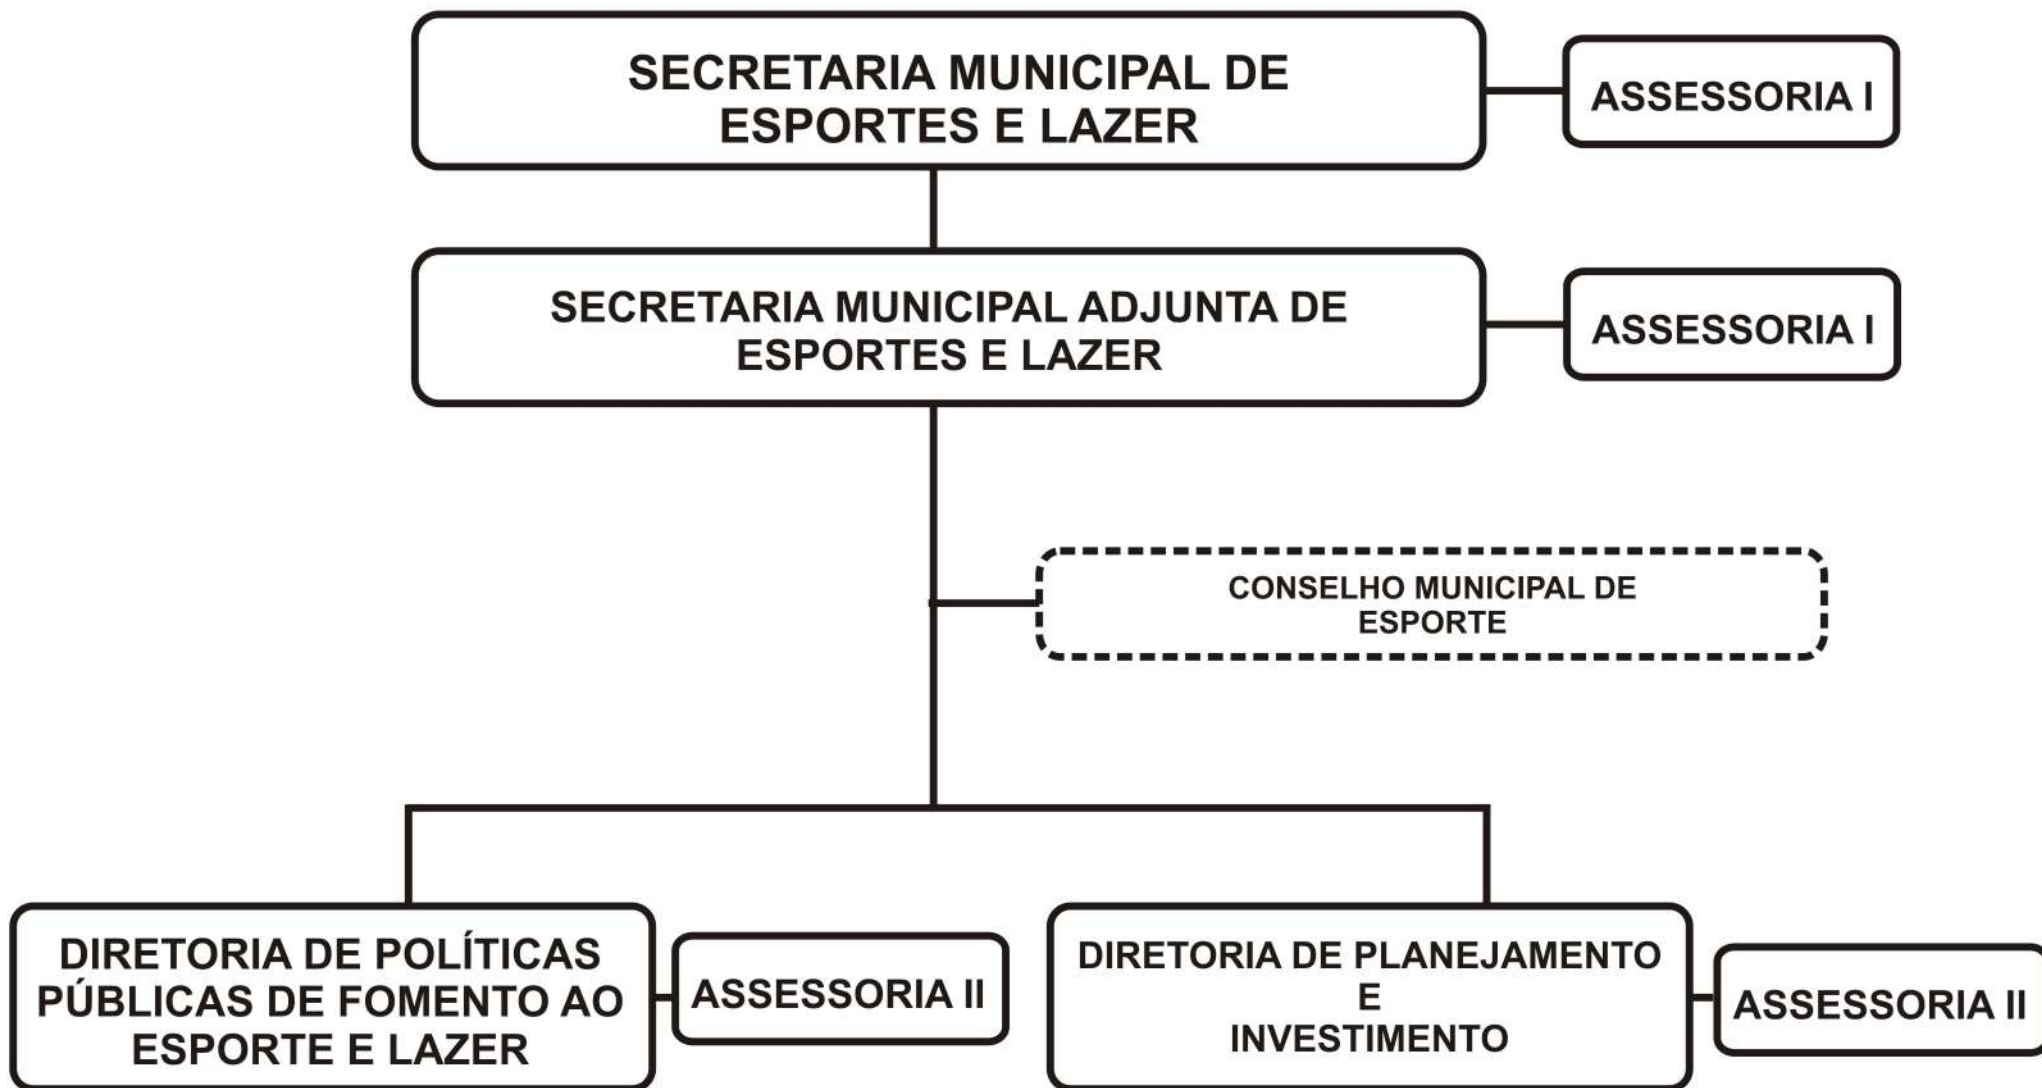 SECRETARIA MUNICIPAL DE
ESPORTES E LAZER
ASSESSORIA I
SECRETARIA MUNICIPAL ADJUNTA DE
ESPORTES E LAZER
ASSESSORIA I
CONSELHO MUNICIPAL DE
ESPORTE
DIRETORIA DE POLÍTICAS
PÚBLICAS DE FOMENTO AO
ESPORTE E LAZER
ASSESSORIA II
DIRETORIA DE PLANEJAMENTO
E
INVESTIMENTO
ASSESSORIA II